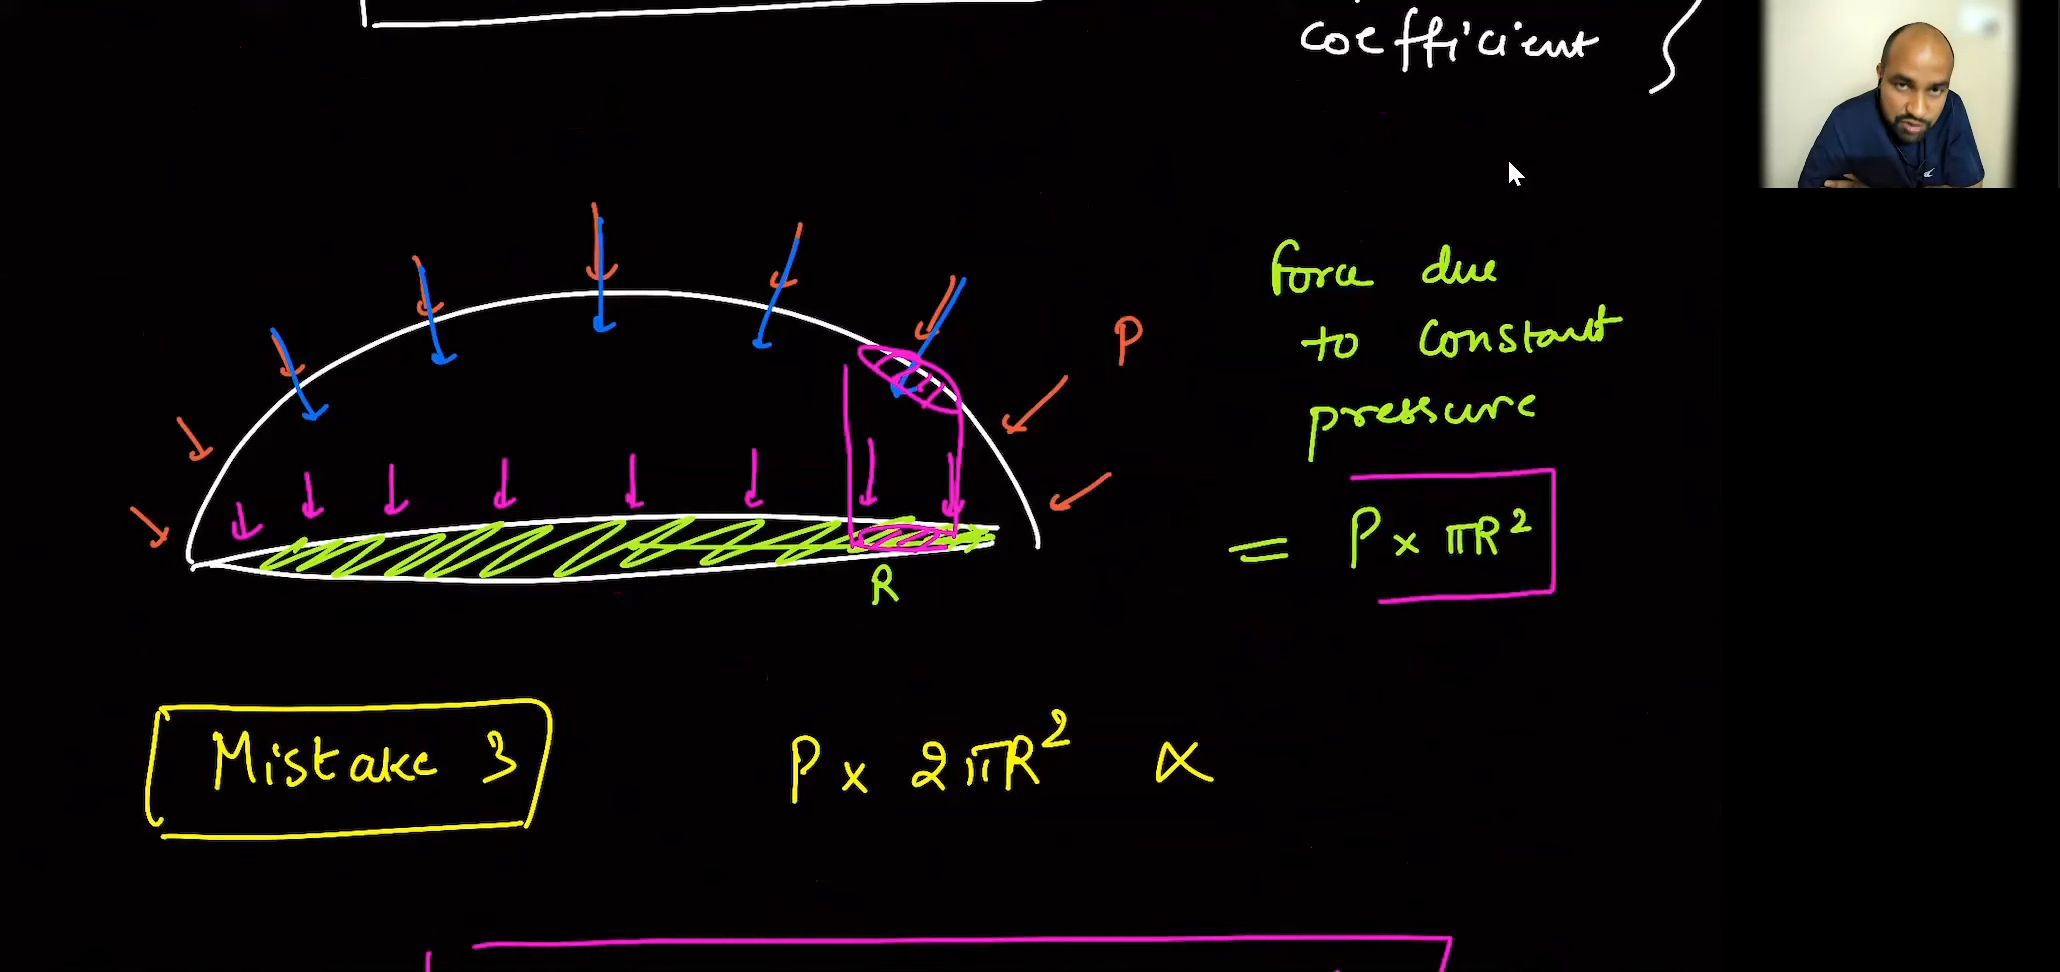 coefficient }
P
Force due
to constant
pressure
= P × πR²
R
Mistake 3
P × 2πR² ∝